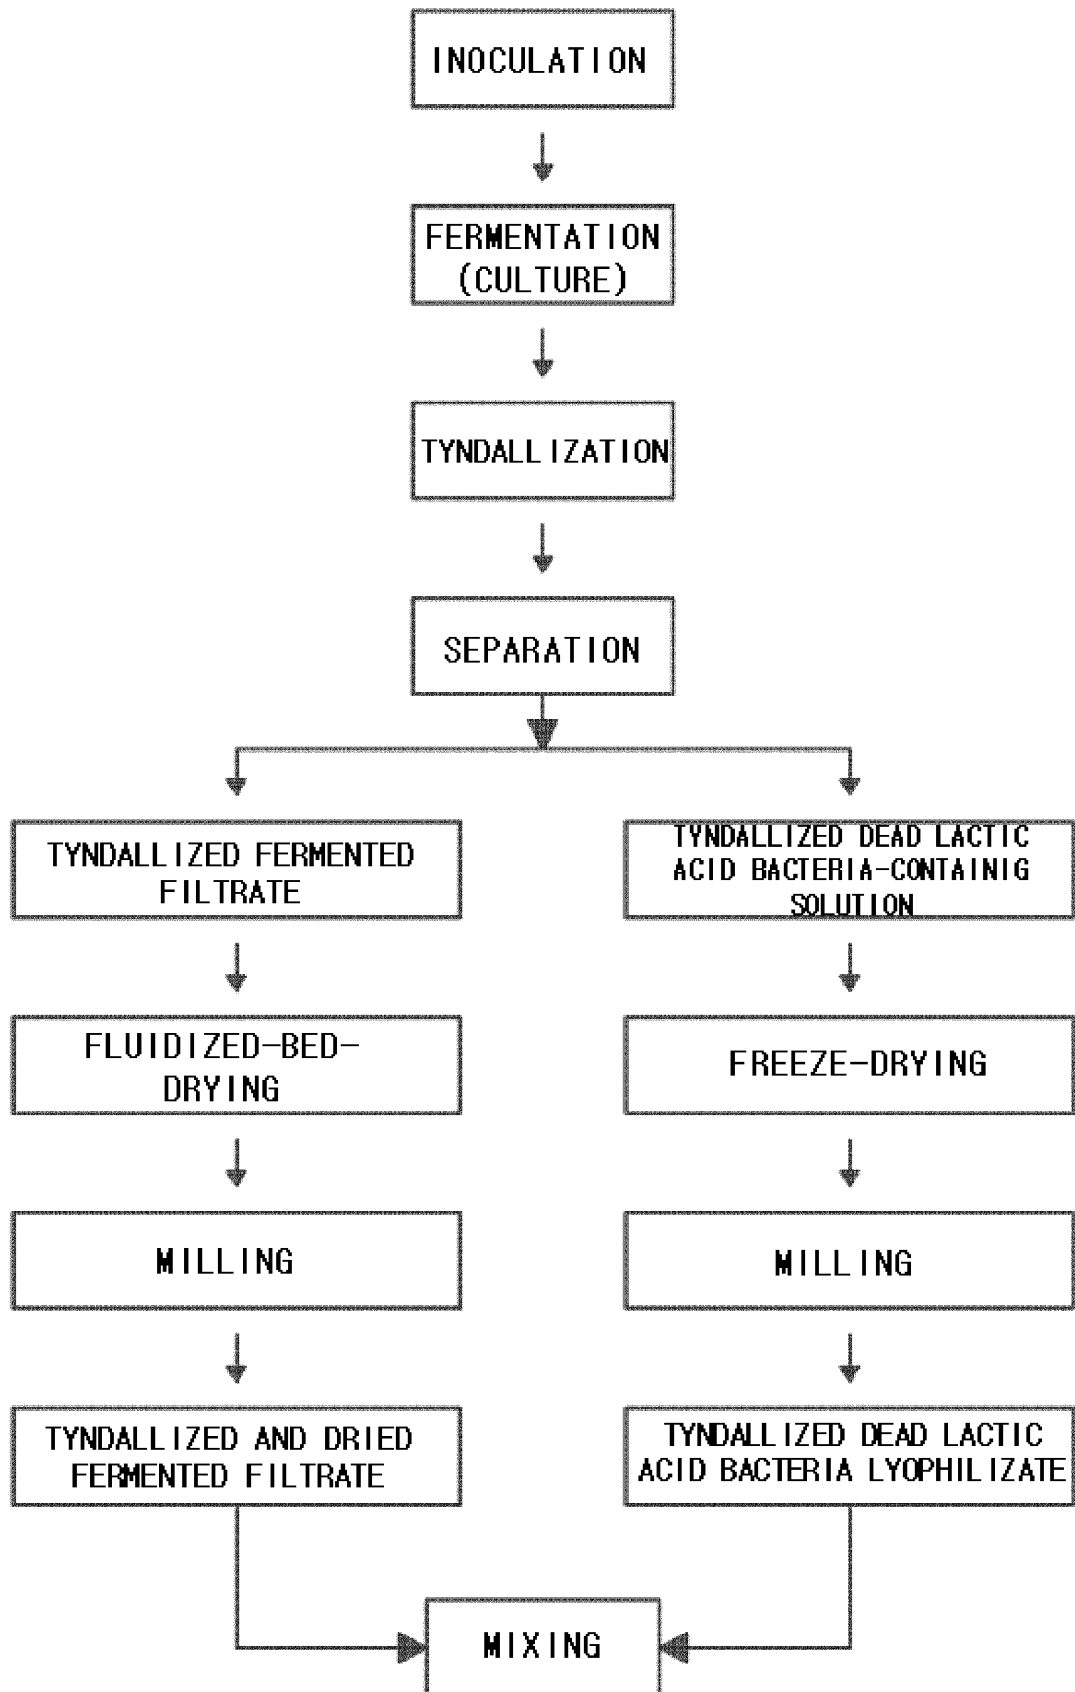 INOCULATION
FERMENTATION
(CULTURE)
TYNDALLIZATION
SEPARATION
TYNDALLIZED FERMENTED
FILTRATE
TYNDALLIZED DEAD LACTIC
ACID BACTERIA-CONTAINIG
SOLUTION
FLUIDIZED-BED-
DRYING
FREEZE-DRYING
MILLING
MILLING
TYNDALLIZED AND DRIED
FERMENTED FILTRATE
TYNDALLIZED DEAD LACTIC
ACID BACTERIA LYOPHILIZATE
MIXING